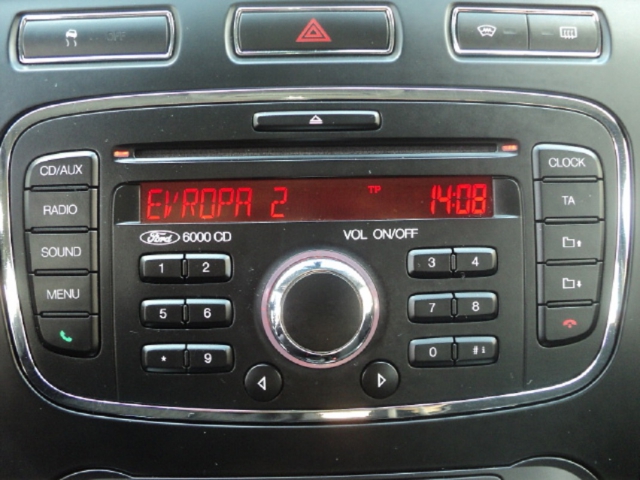 OFF
CD/AUX
CLOCK
RADIO
EVROPA 2 TP 14:08
TA
Ford 6000 CD VOL ON/OFF
SOUND
1 2 3 4
MENU
5 6 7 8
* 9 0 #i